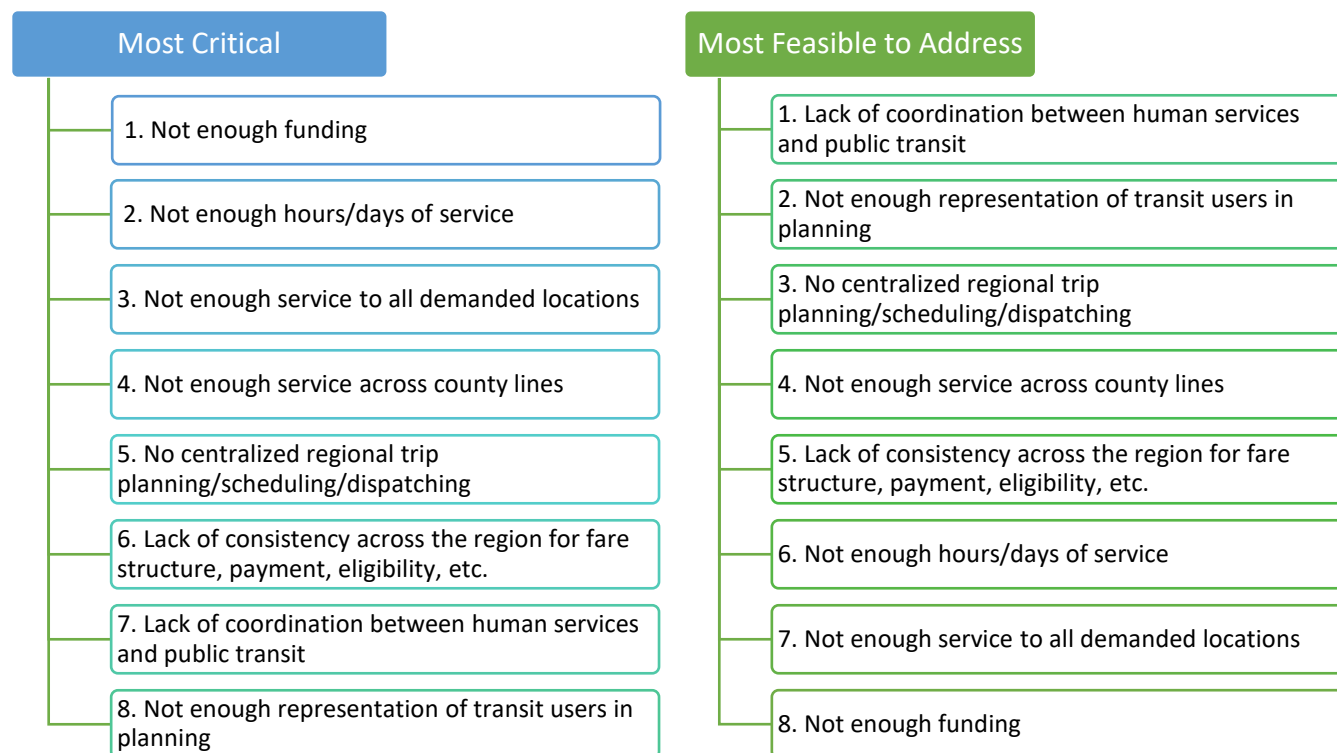 Most Critical
1. Not enough funding
2. Not enough hours/days of service
3. Not enough service to all demanded locations
4. Not enough service across county lines
5. No centralized regional trip
planning/scheduling/dispatching
6. Lack of consistency across the region for fare
structure, payment, eligibility, etc.
7. Lack of coordination between human services
and public transit
8. Not enough representation of transit users in
planning
Most Feasible to Address
1. Lack of coordination between human services
and public transit
2. Not enough representation of transit users in
planning
3. No centralized regional trip
planning/scheduling/dispatching
4. Not enough service across county lines
5. Lack of consistency across the region for fare
structure, payment, eligibility, etc.
6. Not enough hours/days of service
7. Not enough service to all demanded locations
8. Not enough funding